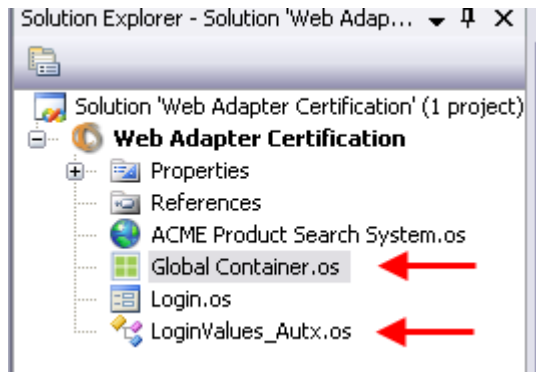 Solution Explorer - Solution 'Web Adap...
Solution 'Web Adapter Certification' (1 project)
Web Adapter Certification
Properties
References
ACME Product Search System.os
Global Container.os
Login.os
LoginValues_Autx.os